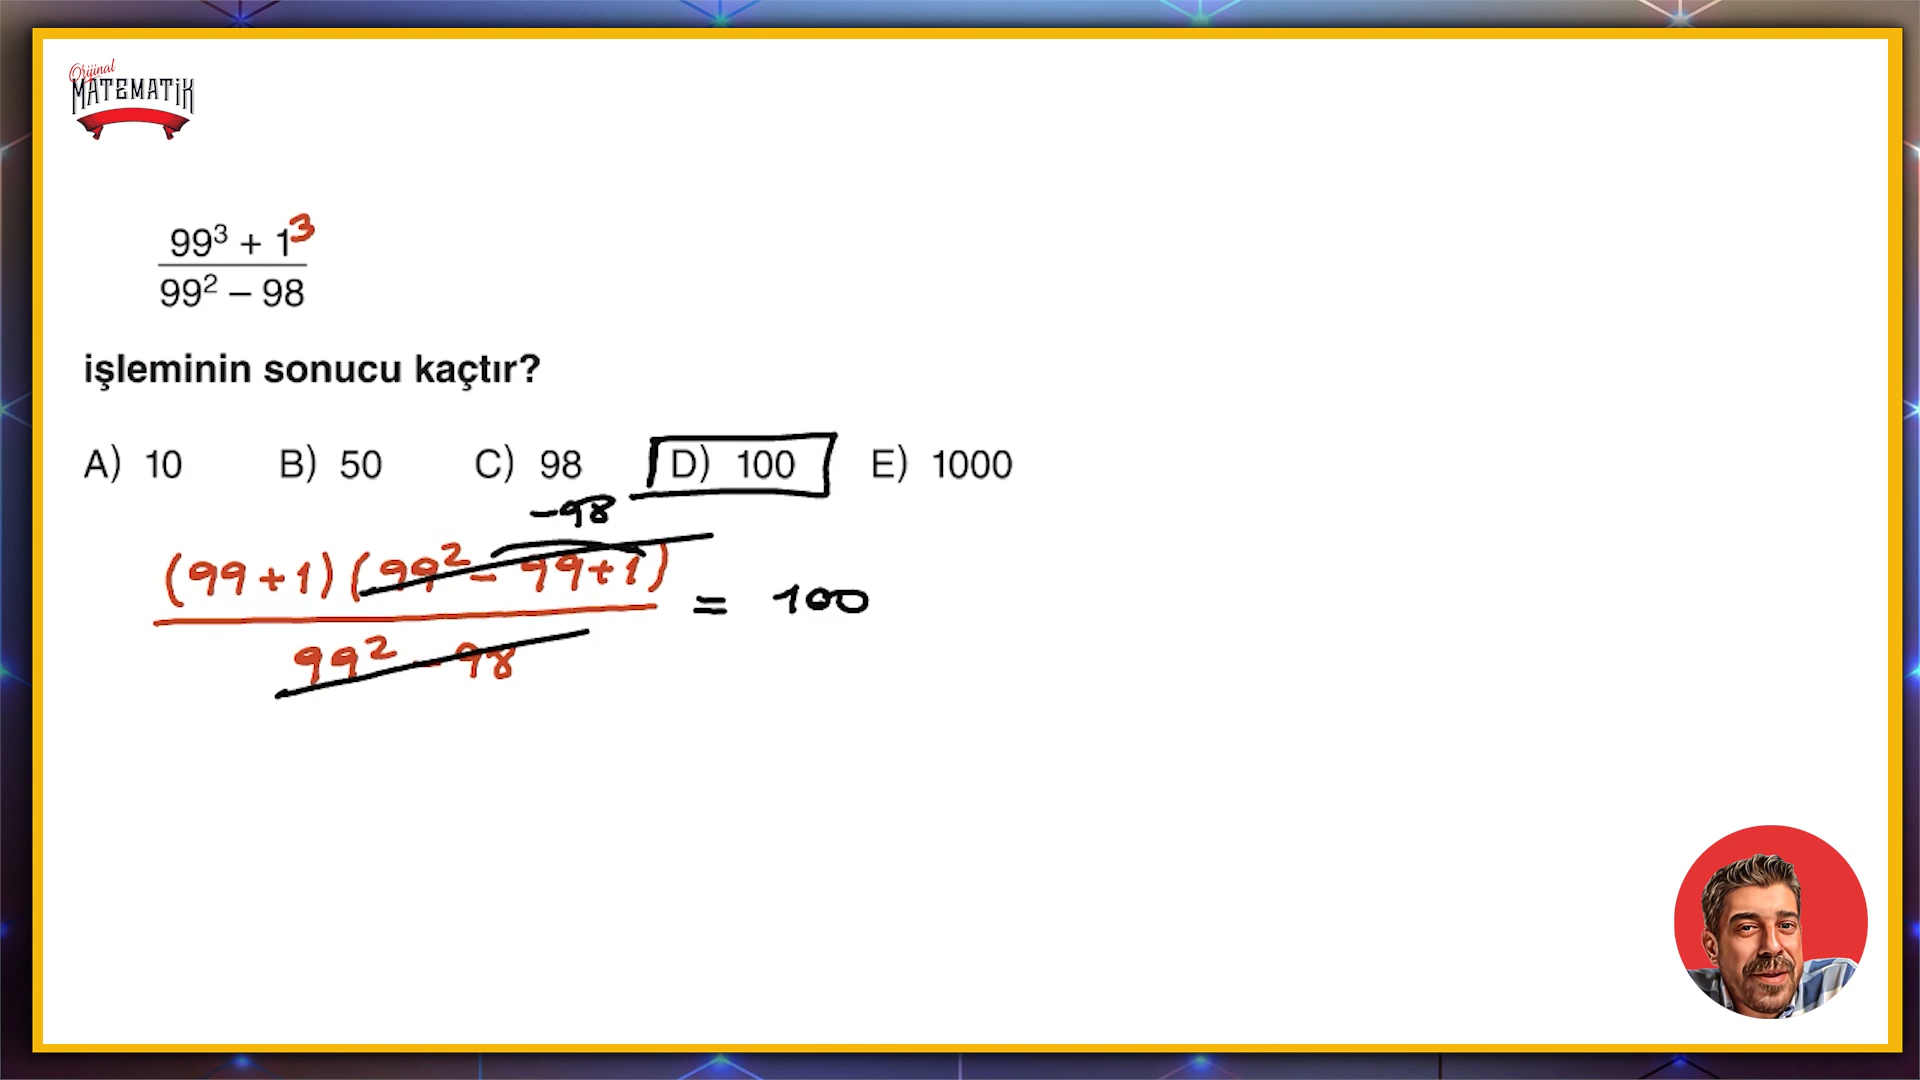 Orijinal
MATEMATİK
99³ + 1³
99² – 98
işleminin sonucu kaçtır?
A) 10 B) 50 C) 98 D) 100 E) 1000
-98
(99+1) (99² - 99+1)
= 100
99² - 98